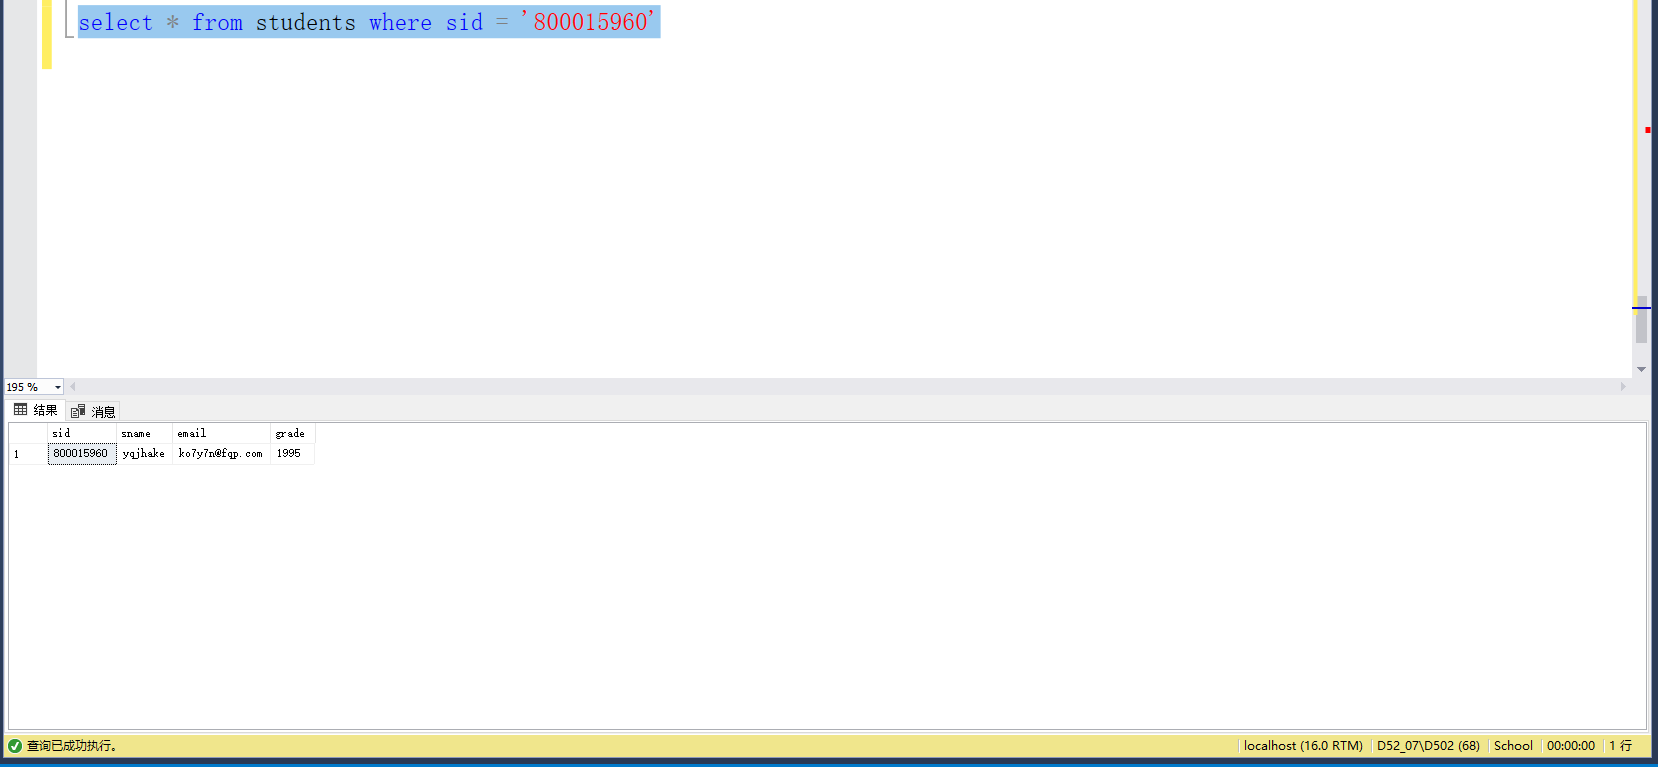 select * from students where sid = '800015960'
195 %
结果 消息
sid sname email grade
1 800015960 yqjhake ko7y7n@fqp.com 1995
查询已成功执行。 localhost (16.0 RTM) D52_07\D502 (68) School 00:00:00 1 行